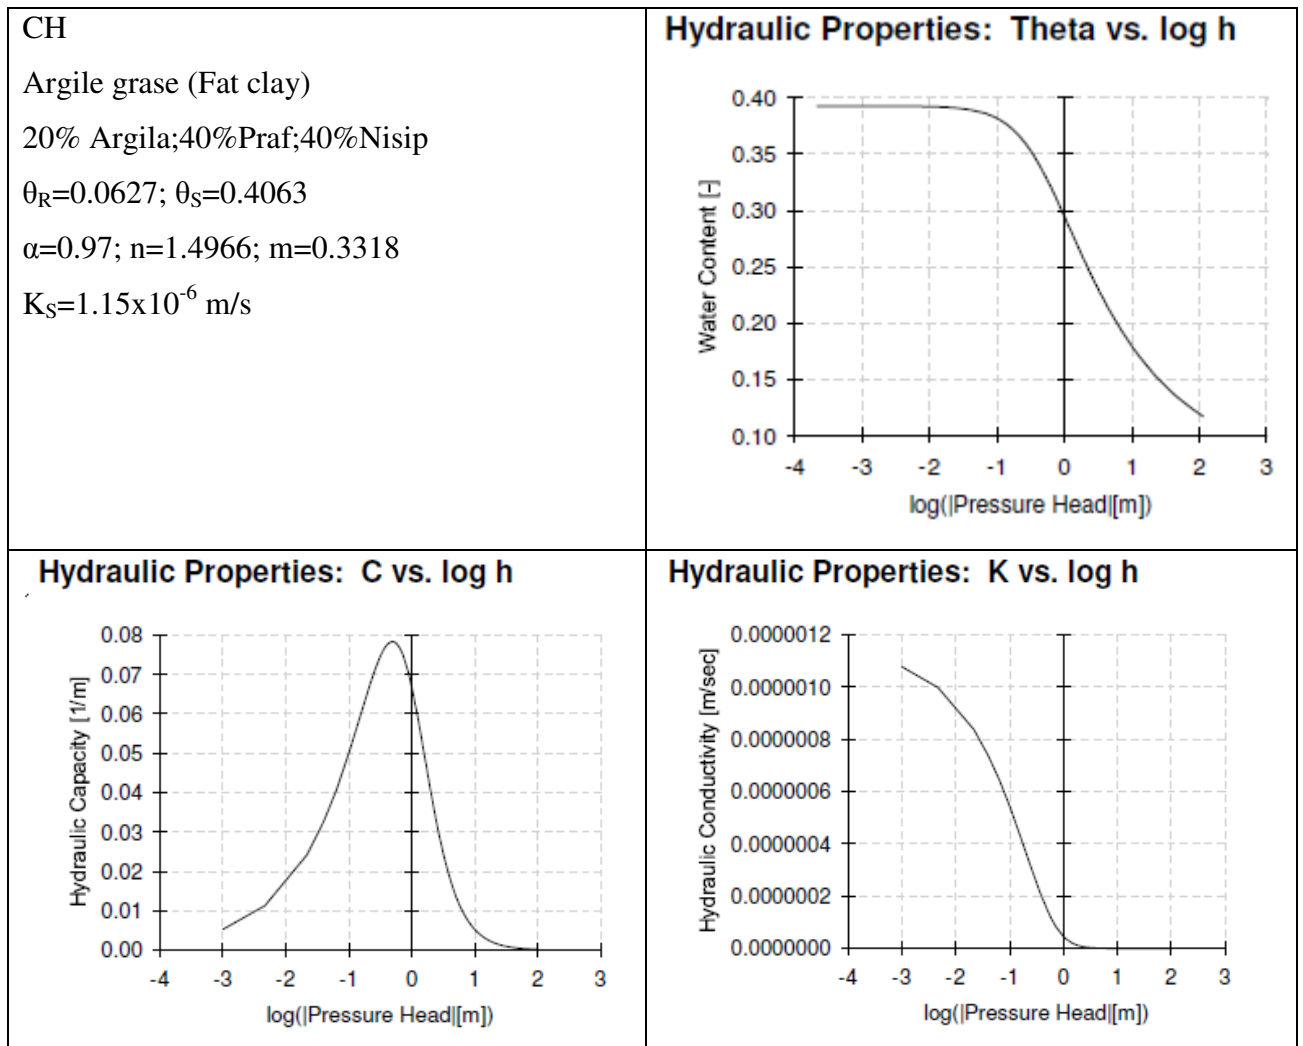 CH
Argile grase (Fat clay)
20% Argila;40%Praf;40%Nisip
θR=0.0627; θS=0.4063
α=0.97; n=1.4966; m=0.3318
KS=1.15x10-6 m/s
Hydraulic Properties: Theta vs. log h
Water Content [-]
0.40
0.35
0.30
0.25
0.20
0.15
0.10
-4 -3 -2 -1 0 1 2 3
log(|Pressure Head|[m])
Hydraulic Properties: C vs. log h
Hydraulic Capacity [1/m]
0.08
0.07
0.06
0.05
0.04
0.03
0.02
0.01
0.00
-4 -3 -2 -1 0 1 2 3
log(|Pressure Head|[m])
Hydraulic Properties: K vs. log h
Hydraulic Conductivity [m/sec]
0.0000012
0.0000010
0.0000008
0.0000006
0.0000004
0.0000002
0.0000000
-4 -3 -2 -1 0 1 2 3
log(|Pressure Head|[m])